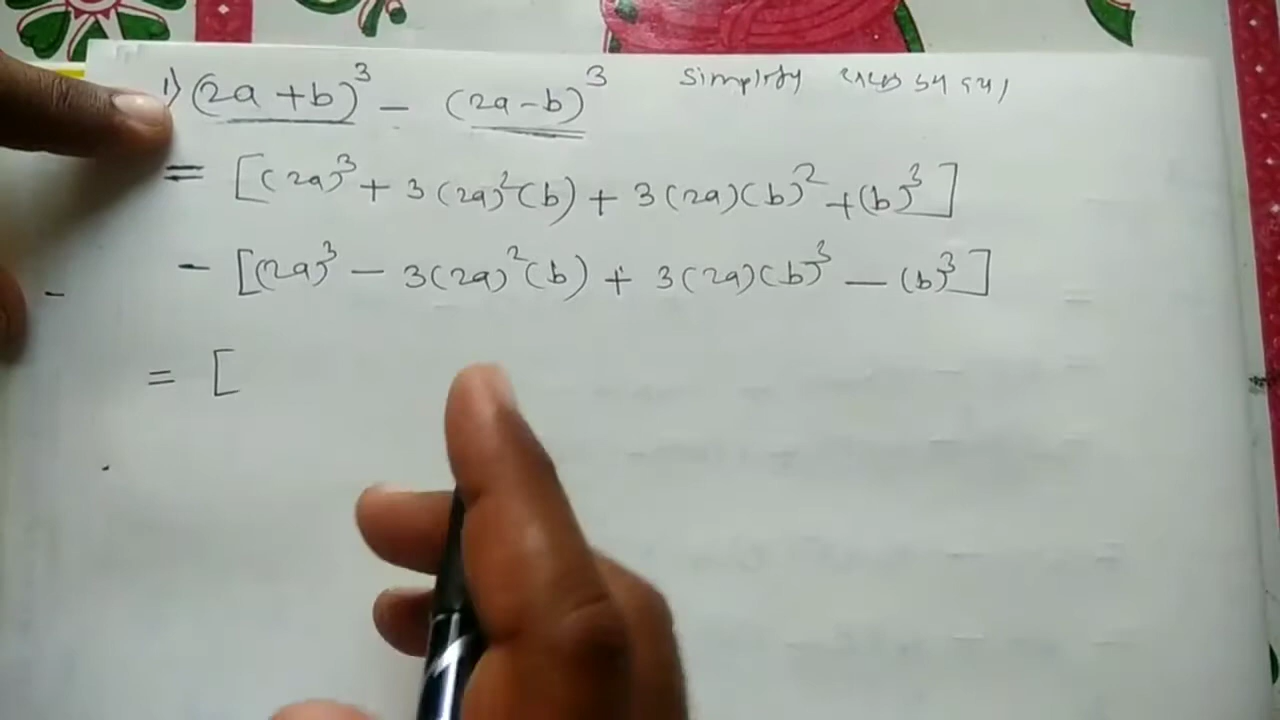 1) (2a + b)³ - (2a - b)³ Simplify
= [(2a)³ + 3(2a)²(b) + 3(2a)(b)² + (b)³]
- [(2a)³ - 3(2a)²(b) + 3(2a)(b)³ - (b)³]
= [